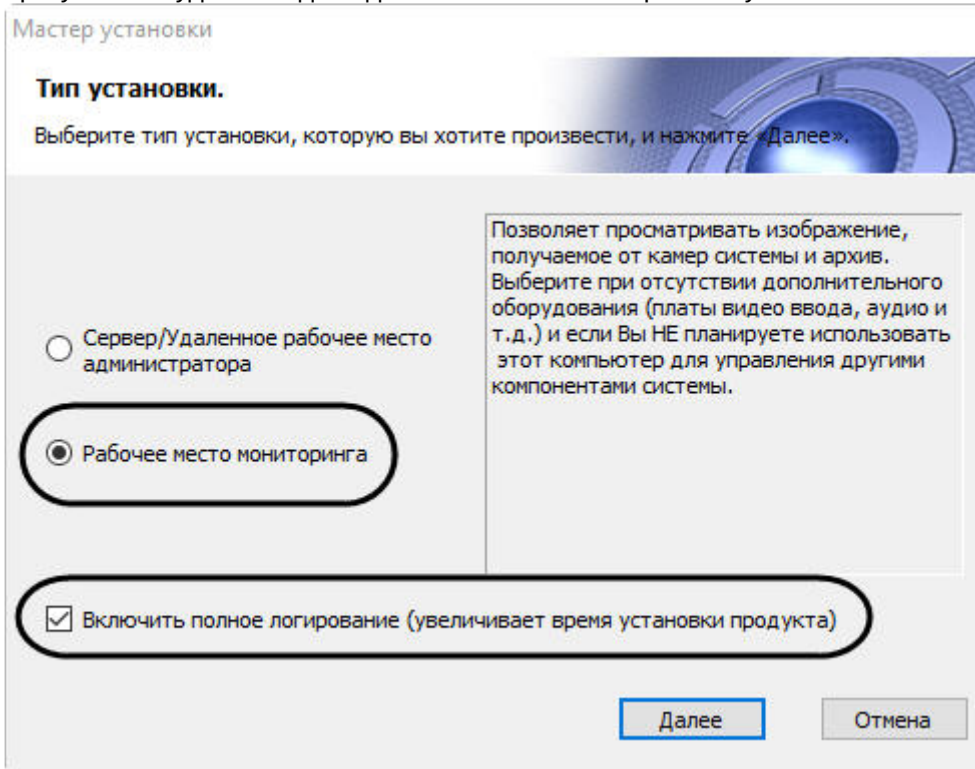 Мастер установки
Тип установки.
Выберите тип установки, которую вы хотите произвести, и нажмите «Далее».
Сервер/Удаленное рабочее место
администратора
Рабочее место мониторинга
Позволяет просматривать изображение,
получаемое от камер системы и архив.
Выберите при отсутствии дополнительного
оборудования (платы видео ввода, аудио и
т.д.) и если Вы НЕ планируете использовать
этот компьютер для управления другими
компонентами системы.
Включить полное логирование (увеличивает время установки продукта)
Далее
Отмена